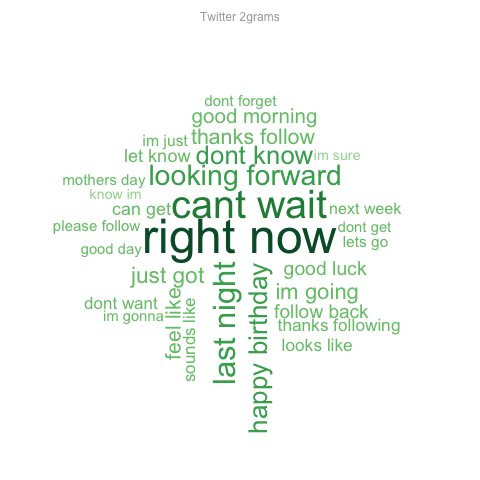 Twitter 2grams
dont forget
good morning
im just
thanks follow
let know
dont know
im sure
mothers day
looking forward
know im
can get
cant wait
next week
please follow
right now
dont get
good day
lets go
just got
good luck
last night
happy birthday
im going
feel like
sounds like
dont want
follow back
im gonna
thanks following
looks like